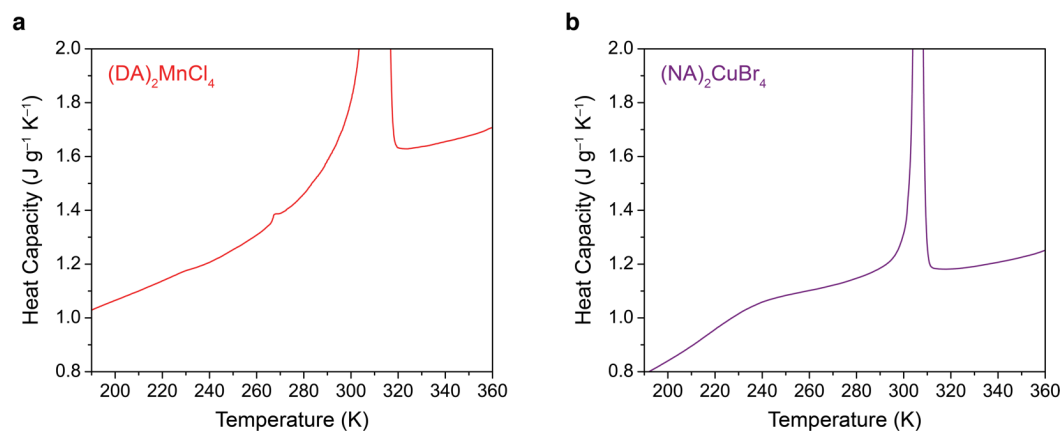 a
(DA)₂MnCl₄
Heat Capacity (J g⁻¹ K⁻¹)
2.0
1.8
1.6
1.4
1.2
1.0
0.8
200 220 240 260 280 300 320 340 360
Temperature (K)
b
(NA)₂CuBr₄
Heat Capacity (J g⁻¹ K⁻¹)
2.0
1.8
1.6
1.4
1.2
1.0
0.8
200 220 240 260 280 300 320 340 360
Temperature (K)